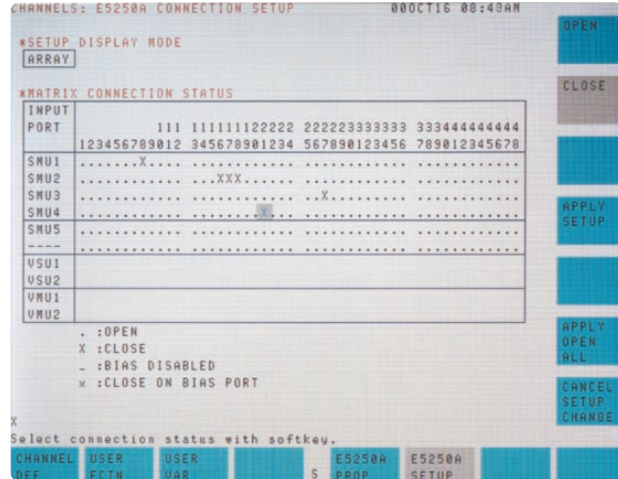 CHANNELS: E5250A CONNECTION SETUP 00OCT16 08:48AM
*SETUP DISPLAY MODE
ARRAY
*MATRIX CONNECTION STATUS
INPUT
PORT 111 111111122222 222223333333 333444444444
123456789012 345678901234 567890123456 789012345678
SMU1 .......X.... ............ ............ ............
SMU2 ............ ...XXX...... ............ ............
SMU3 ............ ............ ..X......... ............
SMU4 ............ ........X... ............ ............
SMU5 ............ ............ ............ ............
---- ............ ............ ............ ............
VSU1
VSU2
VMU1
VMU2
. :OPEN
X :CLOSE
_ :BIAS DISABLED
x :CLOSE ON BIAS PORT
X
Select connection status with softkey.
OPEN
CLOSE
APPLY
SETUP
APPLY
OPEN
ALL
CANCEL
SETUP
CHANGE
CHANNEL DEF
USER FCTN
USER VAR
S
E5250A PROP
E5250A SETUP